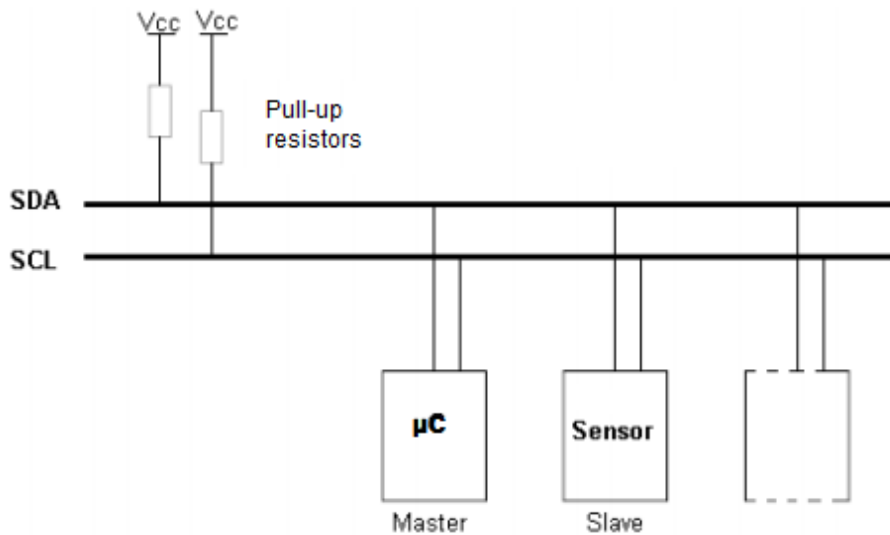 Vcc Vcc
Pull-up
resistors
SDA
SCL
µC
Sensor
Master
Slave